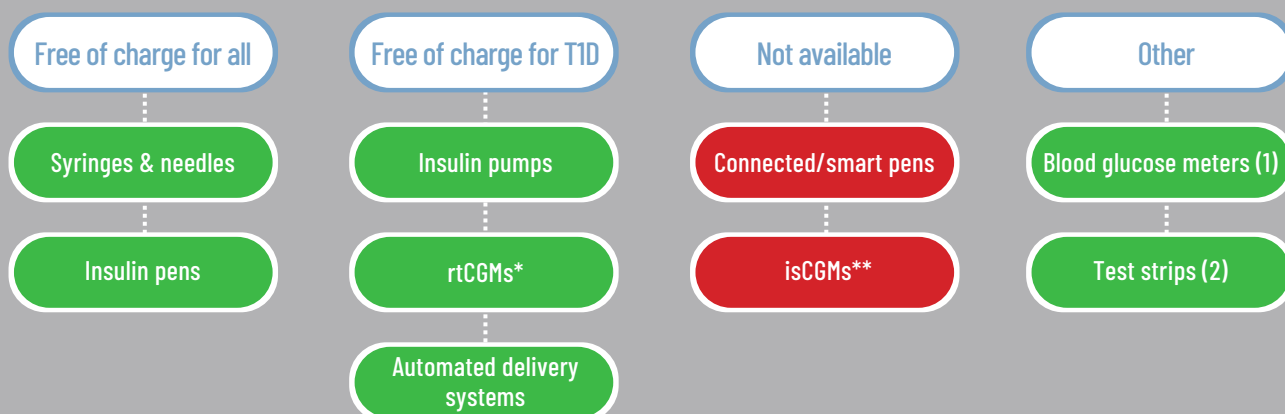 Free of charge for all
Free of charge for T1D
Not available
Other
Syringes & needles
Insulin pumps
Connected/smart pens
Blood glucose meters (1)
Insulin pens
rtCGMs*
isCGMs**
Test strips (2)
Automated delivery
systems